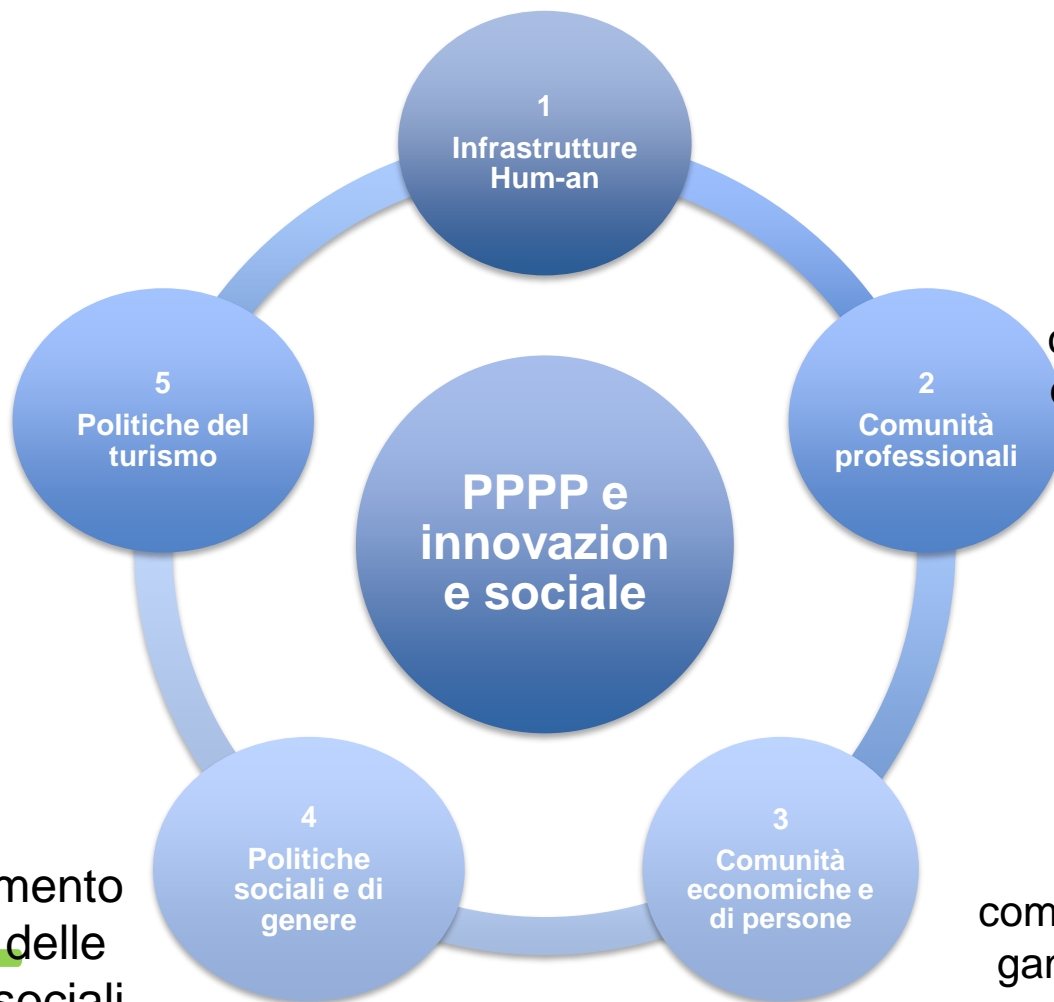 1
Infrastrutture
Hum-an
2
Comunità
professionali
3
Comunità
economiche e
di persone
4
Politiche
sociali e di
genere
5
Politiche del
turismo
PPPP e
innovazion
e sociale
mento
delle
sociali
com
gar